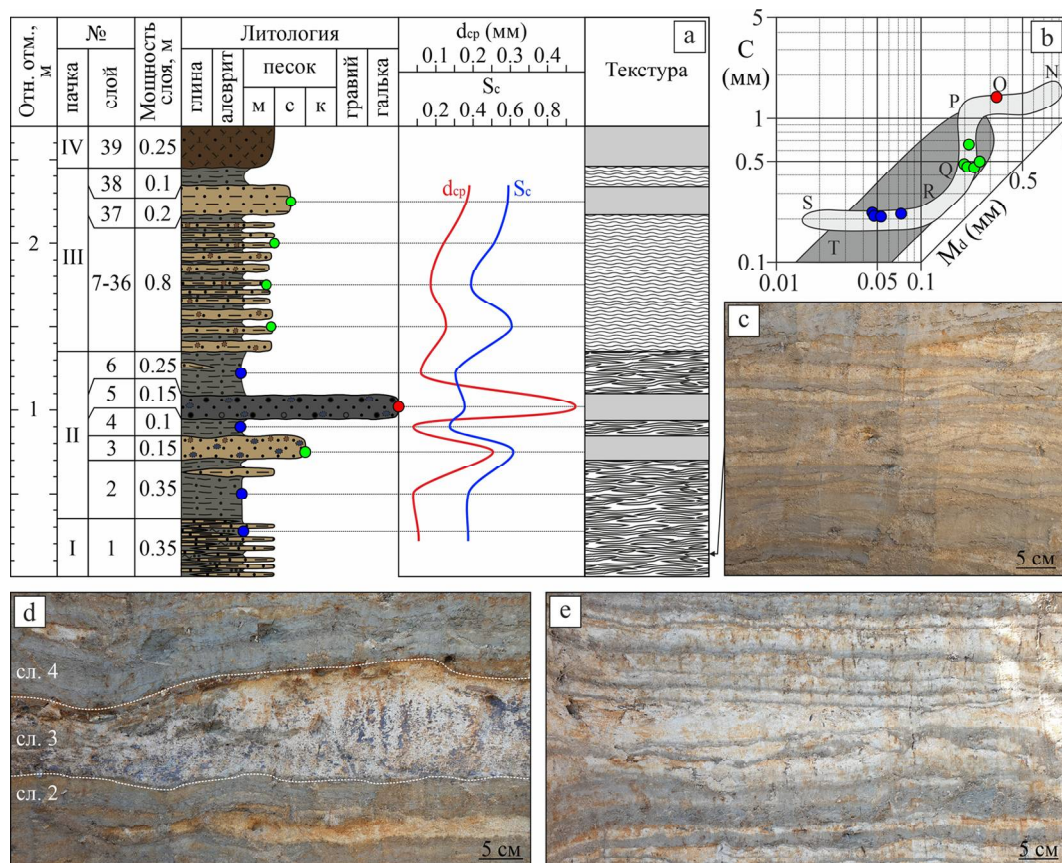 Отн. отм., м
№
пачка
слой
Мощность слоя, м
Литология
глина
алеврит
песок
м
с
к
гравий
галька
dср (мм)
0.1 0.2 0.3 0.4
Sc
0.2 0.4 0.6 0.8
a
Текстура
IV 39 0.25
38 0.1
37 0.2
2
III
7-36 0.8
6 0.25
5 0.15
1
II
4 0.1
3 0.15
2 0.35
I 1 0.35
dср
Sc
b
C
(мм)
5
1
0.5
0.1
0.01
0.05
0.1
0.5
Md (мм)
N
O
P
Q
R
S
T
c
5 см
d
сл. 4
сл. 3
сл. 2
5 см
e
5 см